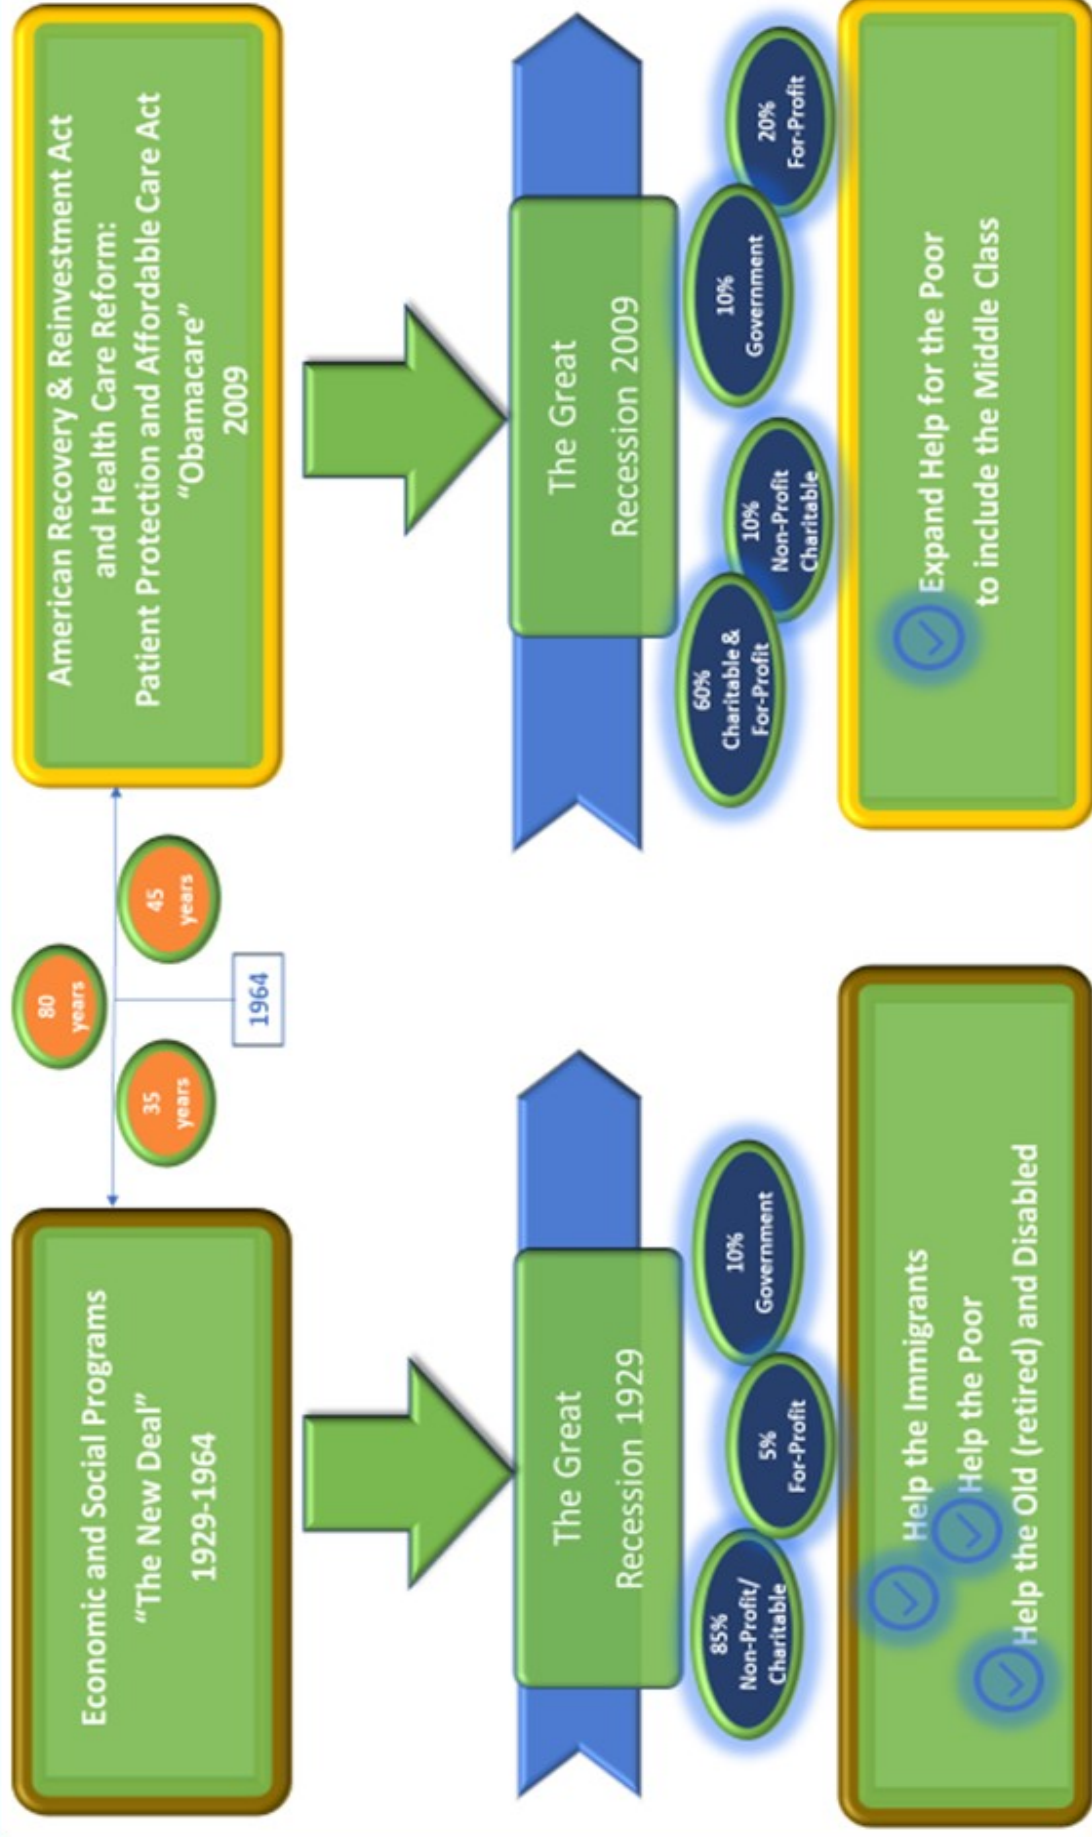 Economic and Social Programs
“The New Deal”
1929-1964
80
years
35
years
45
years
1964
American Recovery & Reinvestment Act
and Health Care Reform:
Patient Protection and Affordable Care Act
“Obamacare”
2009
The Great
Recession 1929
85%
Non-Profit/
Charitable
5%
For-Profit
10%
Government
The Great
Recession 2009
60%
Charitable &
For-Profit
10%
Non-Profit
Charitable
10%
Government
20%
For-Profit
Help the Immigrants
Help the Poor
Help the Old (retired) and Disabled
Expand Help for the Poor
to include the Middle Class